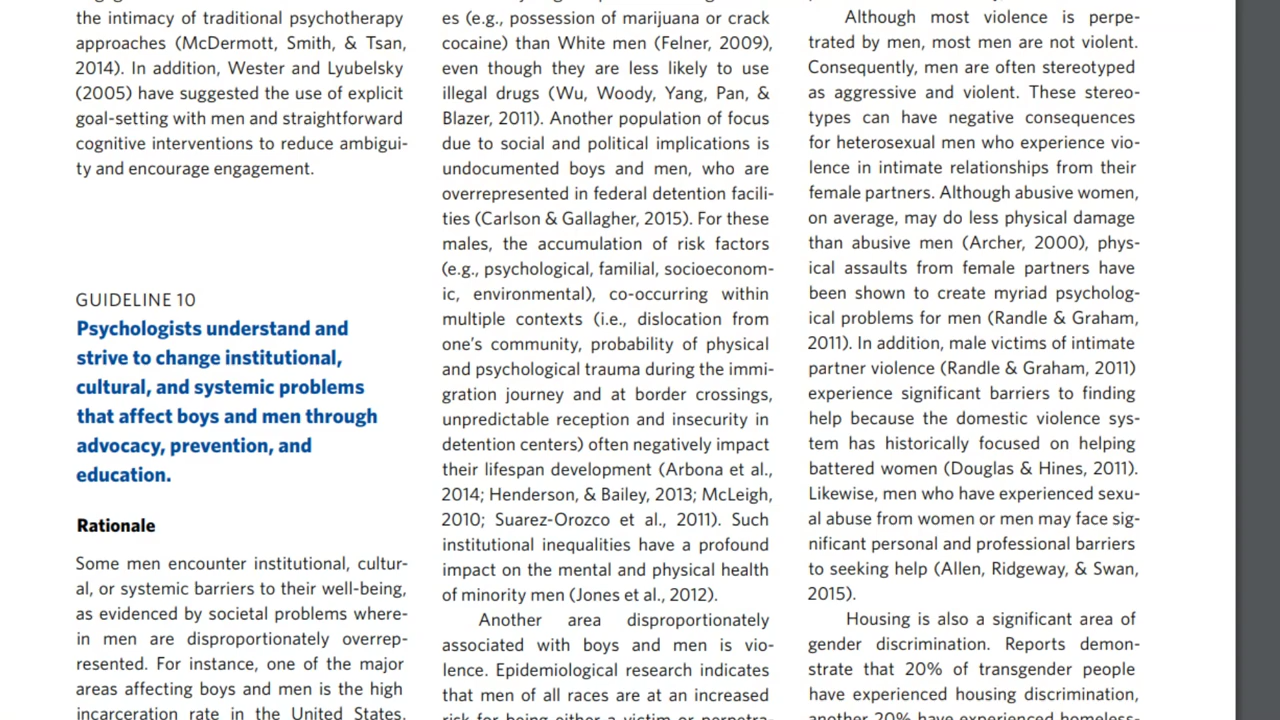 the intimacy of traditional psychotherapy
approaches (McDermott, Smith, & Tsan,
2014). In addition, Wester and Lyubelsky
(2005) have suggested the use of explicit
goal-setting with men and straightforward
cognitive interventions to reduce ambigui-
ty and encourage engagement.
GUIDELINE 10
Psychologists understand and
strive to change institutional,
cultural, and systemic problems
that affect boys and men through
advocacy, prevention, and
education.
Rationale
Some men encounter institutional, cultur-
al, or systemic barriers to their well-being,
as evidenced by societal problems where-
in men are disproportionately overrep-
resented. For instance, one of the major
areas affecting boys and men is the high
incarceration rate in the United States.
es (e.g., possession of marijuana or crack
cocaine) than White men (Felner, 2009),
even though they are less likely to use
illegal drugs (Wu, Woody, Yang, Pan, &
Blazer, 2011). Another population of focus
due to social and political implications is
undocumented boys and men, who are
overrepresented in federal detention facili-
ties (Carlson & Gallagher, 2015). For these
males, the accumulation of risk factors
(e.g., psychological, familial, socioeconom-
ic, environmental), co-occurring within
multiple contexts (i.e., dislocation from
one's community, probability of physical
and psychological trauma during the immi-
gration journey and at border crossings,
unpredictable reception and insecurity in
detention centers) often negatively impact
their lifespan development (Arbona et al.,
2014; Henderson, & Bailey, 2013; McLeigh,
2010; Suarez-Orozco et al., 2011). Such
institutional inequalities have a profound
impact on the mental and physical health
of minority men (Jones et al., 2012).
Another area disproportionately
associated with boys and men is vio-
lence. Epidemiological research indicates
that men of all races are at an increased
risk for being either a victim or perpetra-
Although most violence is perpe-
trated by men, most men are not violent.
Consequently, men are often stereotyped
as aggressive and violent. These stereo-
types can have negative consequences
for heterosexual men who experience vio-
lence in intimate relationships from their
female partners. Although abusive women,
on average, may do less physical damage
than abusive men (Archer, 2000), phys-
ical assaults from female partners have
been shown to create myriad psycholog-
ical problems for men (Randle & Graham,
2011). In addition, male victims of intimate
partner violence (Randle & Graham, 2011)
experience significant barriers to finding
help because the domestic violence sys-
tem has historically focused on helping
battered women (Douglas & Hines, 2011).
Likewise, men who have experienced sexu-
al abuse from women or men may face sig-
nificant personal and professional barriers
to seeking help (Allen, Ridgeway, & Swan,
2015).
Housing is also a significant area of
gender discrimination. Reports demon-
strate that 20% of transgender people
have experienced housing discrimination,
another 20% have experienced homeless-